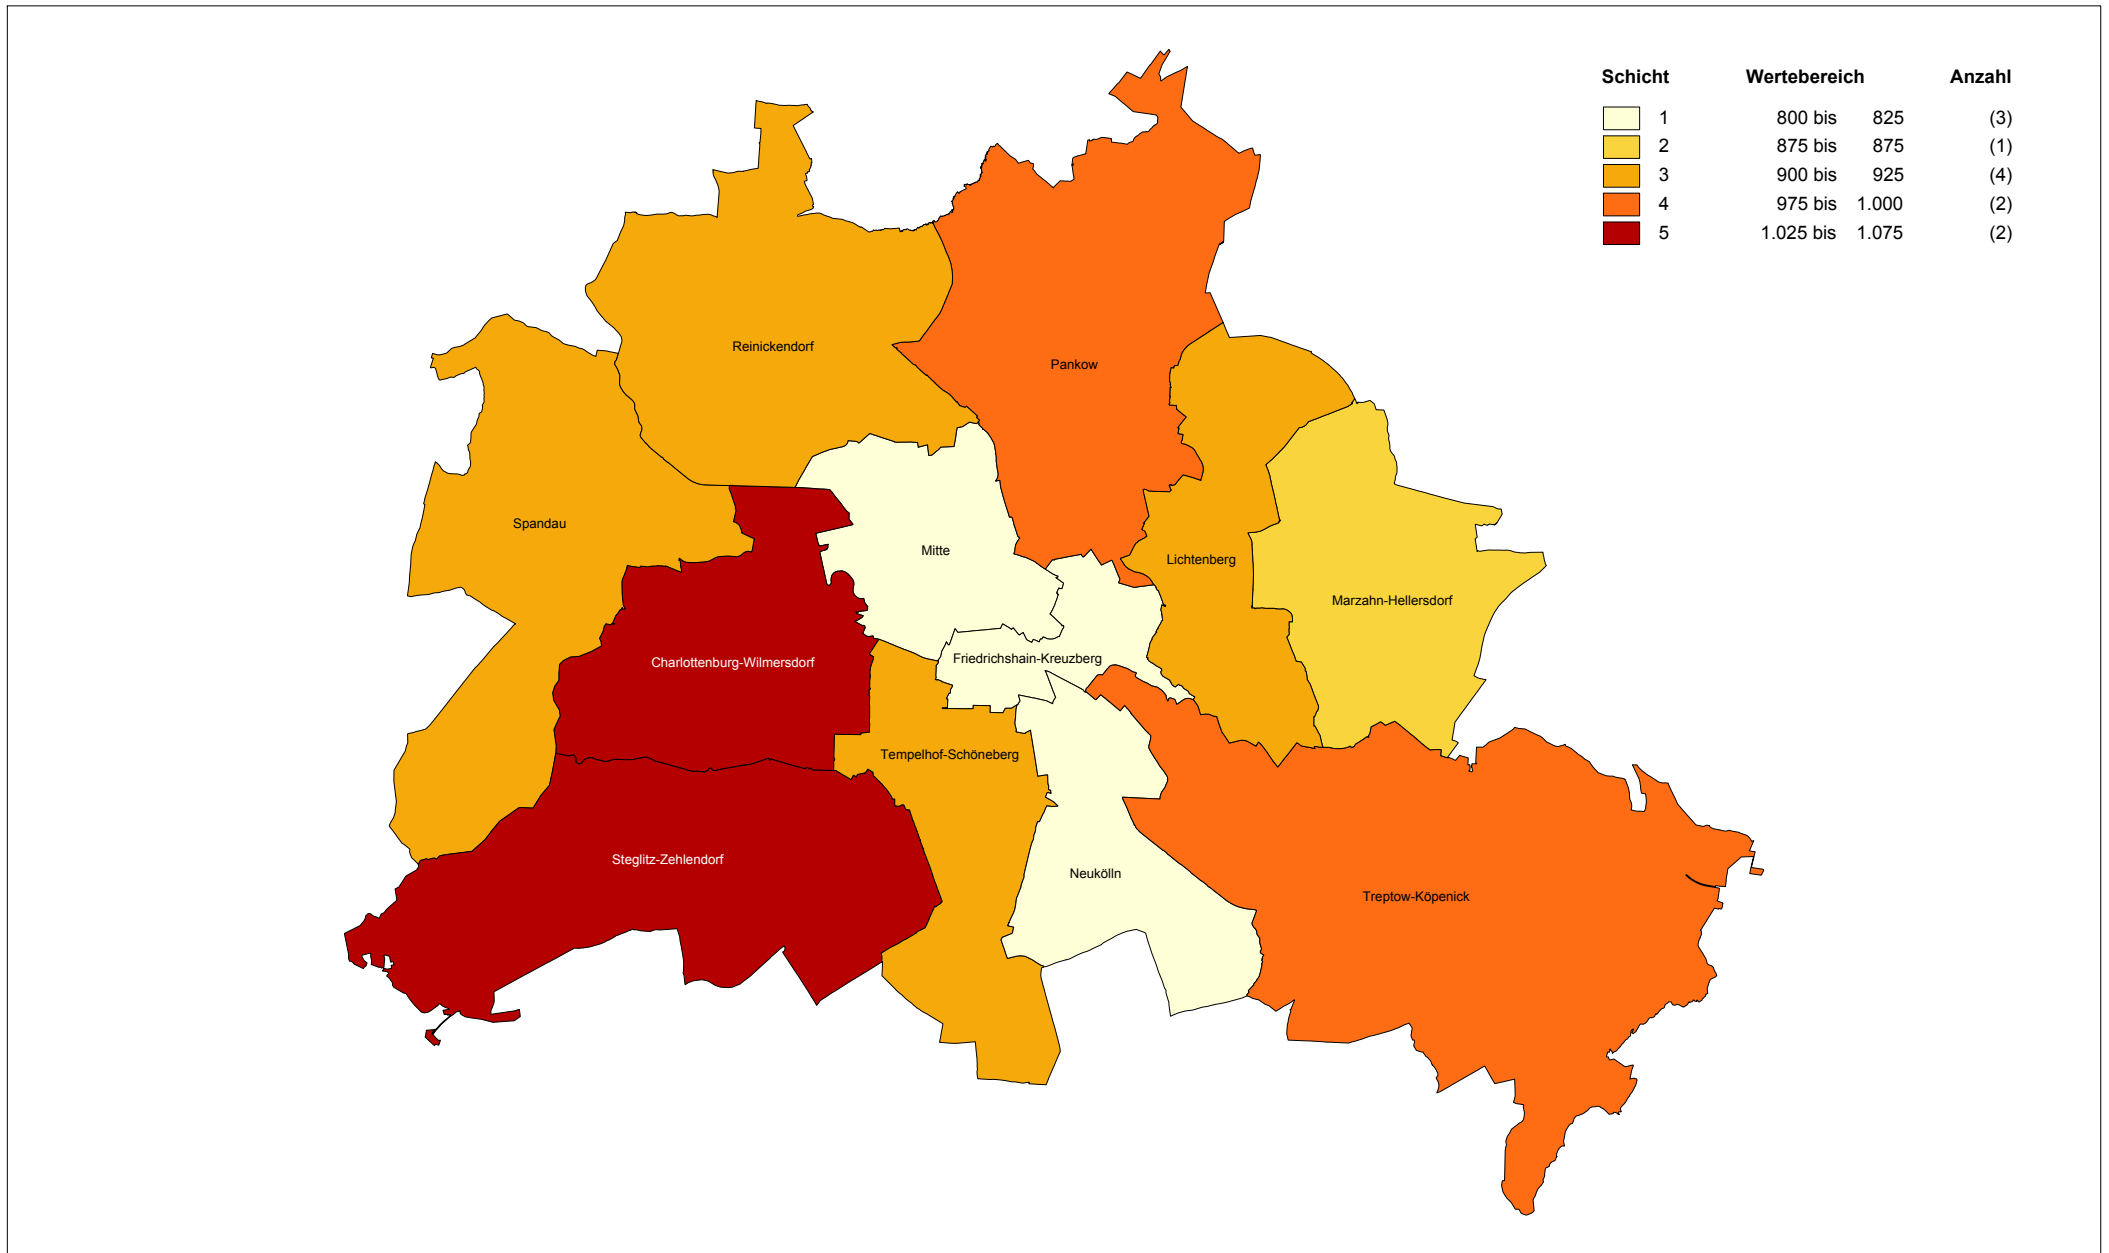 Schicht Wertebereich Anzahl
1 800 bis 825 (3)
2 875 bis 875 (1)
3 900 bis 925 (4)
4 975 bis 1.000 (2)
5 1.025 bis 1.075 (2)
Reinickendorf
Pankow
Spandau
Mitte
Lichtenberg
Marzahn-Hellersdorf
Charlottenburg-Wilmersdorf
Friedrichshain-Kreuzberg
Tempelhof-Schöneberg
Steglitz-Zehlendorf
Neukölln
Treptow-Köpenick